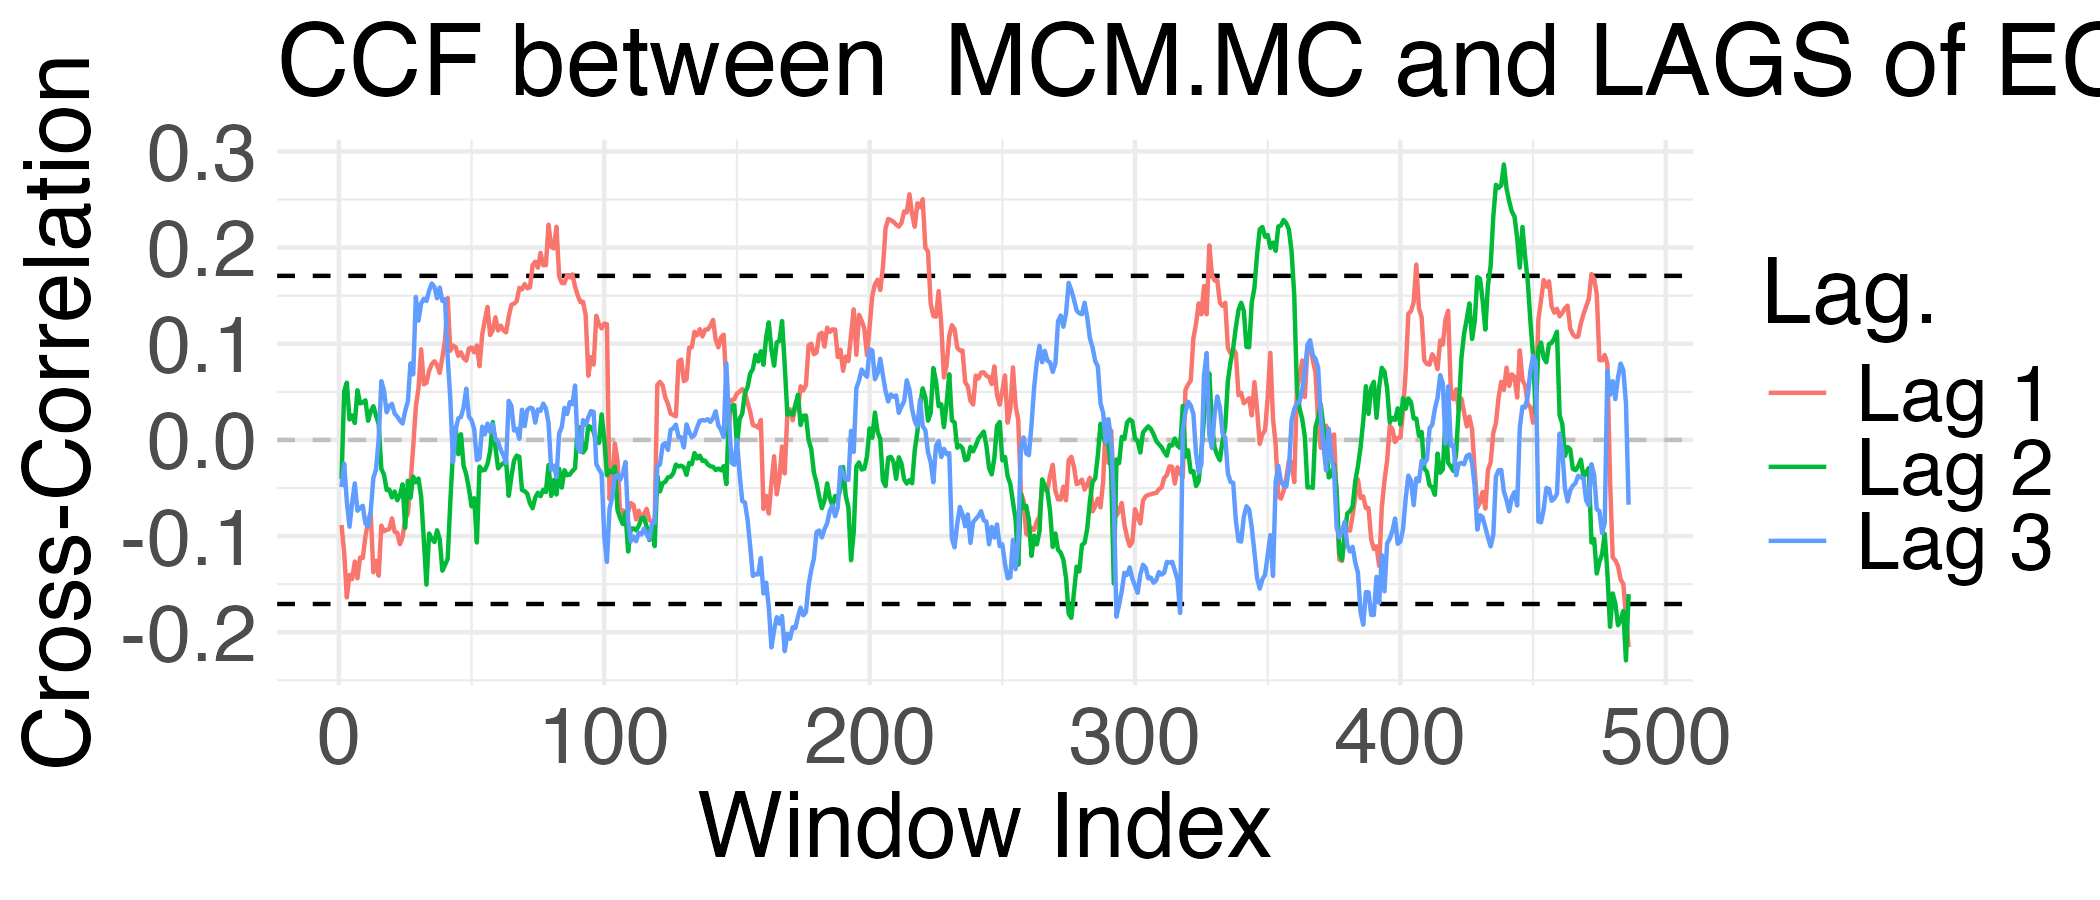 CCF between  MCM.MC and LAGS of EC
Cross-Correlation
0.3
0.2
0.1
0.0
-0.1
-0.2
0 100 200 300 400 500
Window Index
Lag.
Lag 1
Lag 2
Lag 3